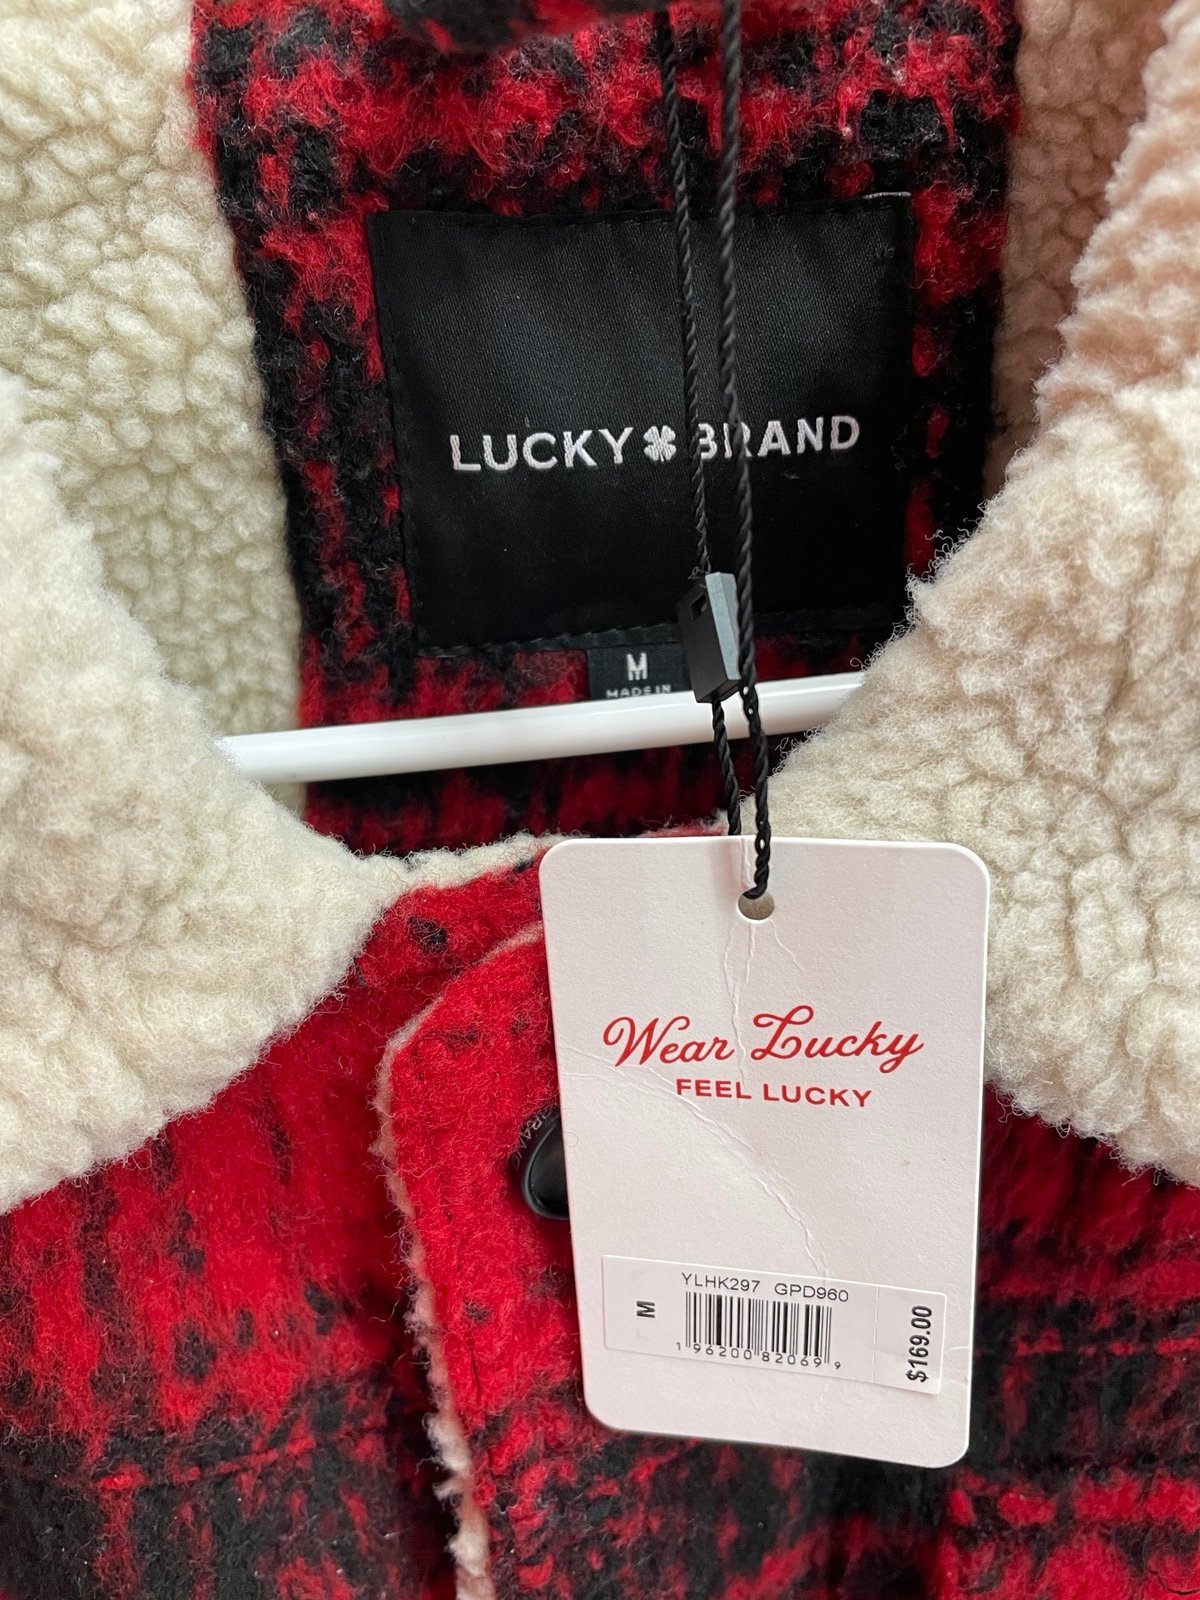 LUCKY BRAND
M
MADE IN
Wear Lucky
FEEL LUCKY
YLHK297 GPD960
M
1 96200 82069 9
$169.00